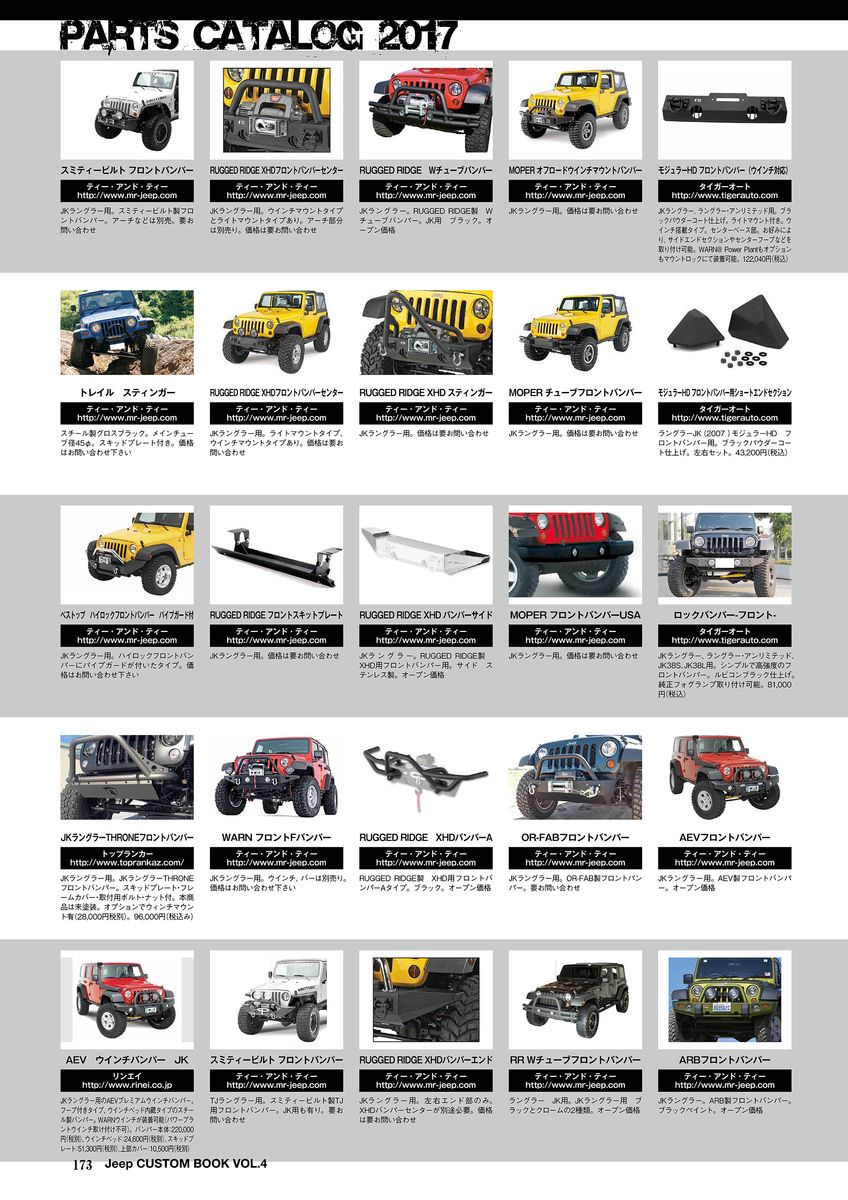 PARTS CATALOG 2017
スミティービルト フロントバンパー
ティー・アンド・ティー
http://www.mr-jeep.com
JKラングラー用。スミティービルト製フロ
ントバンパー。アーチなどは別売。要お
問い合わせ
RUGGED RIDGE XHDフロントバンパーセンター
ティー・アンド・ティー
http://www.mr-jeep.com
JKラングラー用。ウインチマウントタイプ
とライトマウントタイプあり。アーチ部分
は別売り。価格は要お問い合わせ
RUGGED RIDGE Wチューブバンパー
ティー・アンド・ティー
http://www.mr-jeep.com
JKラングラー。RUGGED RIDGE製 W
チューブバンパー。JK用 ブラック。オ
ープン価格
MOPER オフロードウインチマウントバンパー
ティー・アンド・ティー
http://www.mr-jeep.com
JKラングラー用。価格は要お問い合わせ
モジュラーHD フロントバンパー（ウインチ対応）
タイガーオート
http://www.tigerauto.com
JKラングラー、ラングラー・アンリミテッド用。ブラ
ックパウダーコート仕上げ。ライトマウント付き。ウ
インチ搭載タイプ。センターベース部。お好みによ
り、サイドエンドセクションやセンターフープなどを
取り付け可能。WARN® Power Plantもオプション
もマウントロックにて装着可能。122,040円（税込）
トレイル スティンガー
ティー・アンド・ティー
http://www.mr-jeep.com
スチール製グロスブラック。メインチュー
ブ径45φ。スキッドプレート付き。価格
はお問い合わせ下さい
RUGGED RIDGE XHDフロントバンパーセンター
ティー・アンド・ティー
http://www.mr-jeep.com
JKラングラー用。ライトマウントタイプ、
ウインチマウントタイプあり。価格は要お
問い合わせ
RUGGED RIDGE XHD スティンガー
ティー・アンド・ティー
http://www.mr-jeep.com
JKラングラー用。価格は要お問い合わせ
MOPER チューブフロントバンパー
ティー・アンド・ティー
http://www.mr-jeep.com
JKラングラー用。価格は要お問い合わせ
モジュラーHD フロントバンパー用ショートエンドセクション
タイガーオート
http://www.tigerauto.com
ラングラーJK（2007 ）モジュラーHD フ
ロントバンパー用。ブラックパウダーコー
ト仕上げ。左右セット。43,200円（税込）
ベストップ ハイロックフロントバンパー パイプガード付
ティー・アンド・ティー
http://www.mr-jeep.com
JKラングラー用。ハイロックフロントバン
パーにパイプガードが付いたタイプ。価
格はお問い合わせ下さい
RUGGED RIDGE フロントスキットプレート
ティー・アンド・ティー
http://www.mr-jeep.com
JKラングラー用。価格は要お問い合わせ
RUGGED RIDGE XHD バンパーサイド
ティー・アンド・ティー
http://www.mr-jeep.com
JKラングラー。RUGGED RIDGE製
XHD用フロントバンパー用。サイド ス
テンレス製。オープン価格
MOPER フロントバンパーUSA
ティー・アンド・ティー
http://www.mr-jeep.com
JKラングラー用。価格は要お問い合わせ
ロックバンパー-フロント-
タイガーオート
http://www.tigerauto.com
JKラングラー、ラングラー・アンリミテッド、
JK38S、JK38L用。シンプルで高強度のフ
ロントバンパー。ルビコンブラック仕上げ。
純正フォグランプ取り付け可能。81,000
円（税込）
JKラングラーTHRONEフロントバンパー
トップランカー
http://www.toprankaz.com/
JKラングラー用。JKラングラーTHRONE
フロントバンパー。スキッドプレート・フレ
ームカバー・取付用ボルト・ナット付。本商
品は未塗装。オプションでウィンチマウン
ト有（28,000円税別）。96,000円（税込み）
WARN フロントFバンパー
ティー・アンド・ティー
http://www.mr-jeep.com
JKラングラー用。ウインチ、バーは別売り。
価格はお問い合わせ下さい
RUGGED RIDGE XHDバンパーA
ティー・アンド・ティー
http://www.mr-jeep.com
RUGGED RIDGE製 XHD用フロントバ
ンパーAタイプ。ブラック。オープン価格
OR-FABフロントバンパー
ティー・アンド・ティー
http://www.mr-jeep.com
JKラングラー用。OR-FAB製フロントバン
パー。要お問い合わせ
AEVフロントバンパー
ティー・アンド・ティー
http://www.mr-jeep.com
JKラングラー用。AEV製フロントバンパ
ー。オープン価格
AEV ウインチバンパー JK
リンエイ
http://www.rinei.co.jp
JKラングラー用のAEVプレミアムウインチバンパー。
フープ付きタイプ、ウインチベッド内蔵タイプのスチー
ル製バンパー。WARNウインチが装着可能（パワープラ
ントウインチ取け付け不可）。バンパー本体：220,000
円（税別）、ウインチベッド：24,600円（税別）、スキッドプ
レート：51,300円（税別）、上部カバー：10,500円（税別）
スミティービルト フロントバンパー
ティー・アンド・ティー
http://www.mr-jeep.com
TJラングラー用。スミティービルト製TJ
用フロントバンパー。JK用も有り。要お
問い合わせ
RUGGED RIDGE XHDバンパーエンド
ティー・アンド・ティー
http://www.mr-jeep.com
JKラングラー用。左右エンド部のみ。
XHDバンパーセンターが別途必要。価格
は要お問い合わせ
RR Wチューブフロントバンパー
ティー・アンド・ティー
http://www.mr-jeep.com
ラングラー JK用。JKラングラー用 ブ
ラックとクロームの2種類。オープン価格
ARBフロントバンパー
ティー・アンド・ティー
http://www.mr-jeep.com
JKラングラー。ARB製フロントバンパー。
ブラックペイント。オープン価格
173 Jeep CUSTOM BOOK VOL.4